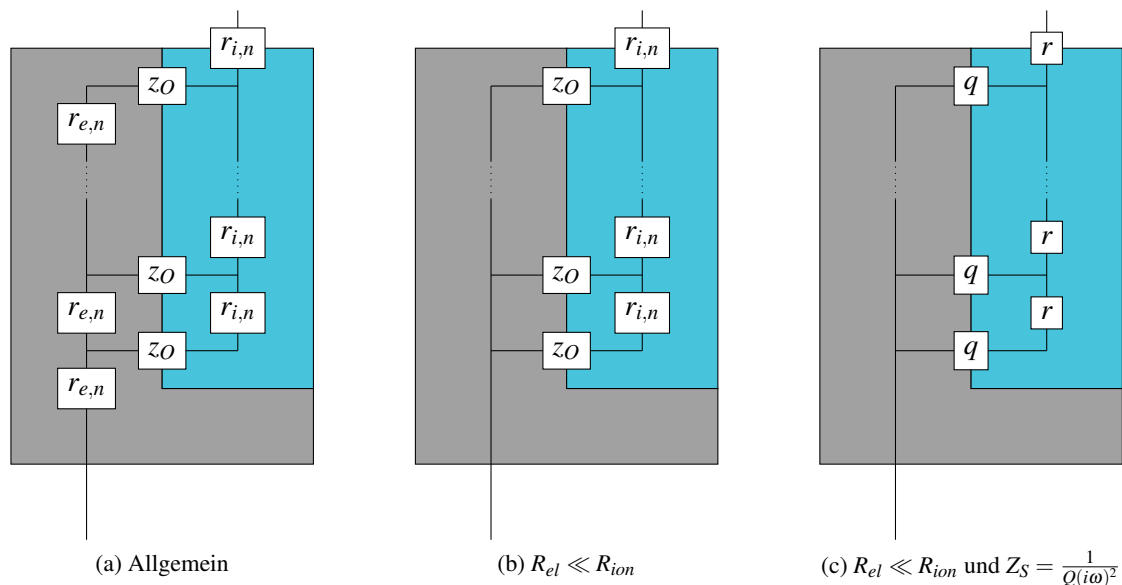 r_{i,n} r_{i,n} r
z_O z_O q
r_{e,n}
r_{i,n} r_{i,n} r
z_O z_O q
r_{e,n} r_{i,n} r_{i,n} r
z_O z_O q
r_{e,n}
(a) Allgemein (b) R_{el} ≪ R_{ion} (c) R_{el} ≪ R_{ion} und Z_S = \frac{1}{Q(iω)^2}